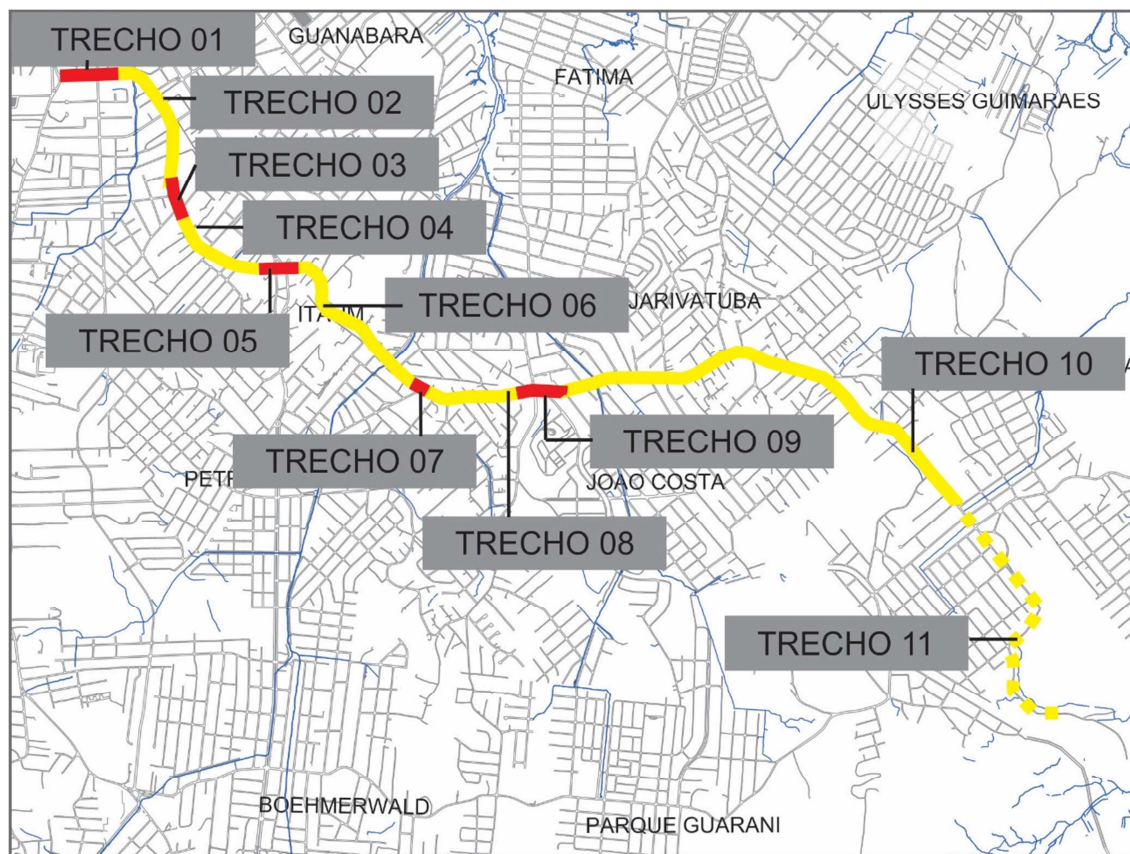 TRECHO 01
GUANABARA
FATIMA
TRECHO 02
ULYSSES GUIMARAES
TRECHO 03
TRECHO 04
TRECHO 06
JARIVATUBA
TRECHO 05
TRECHO 10
TRECHO 09
TRECHO 07
JOAO COSTA
TRECHO 08
TRECHO 11
BOEHMERWALD
PARQUE GUARANI